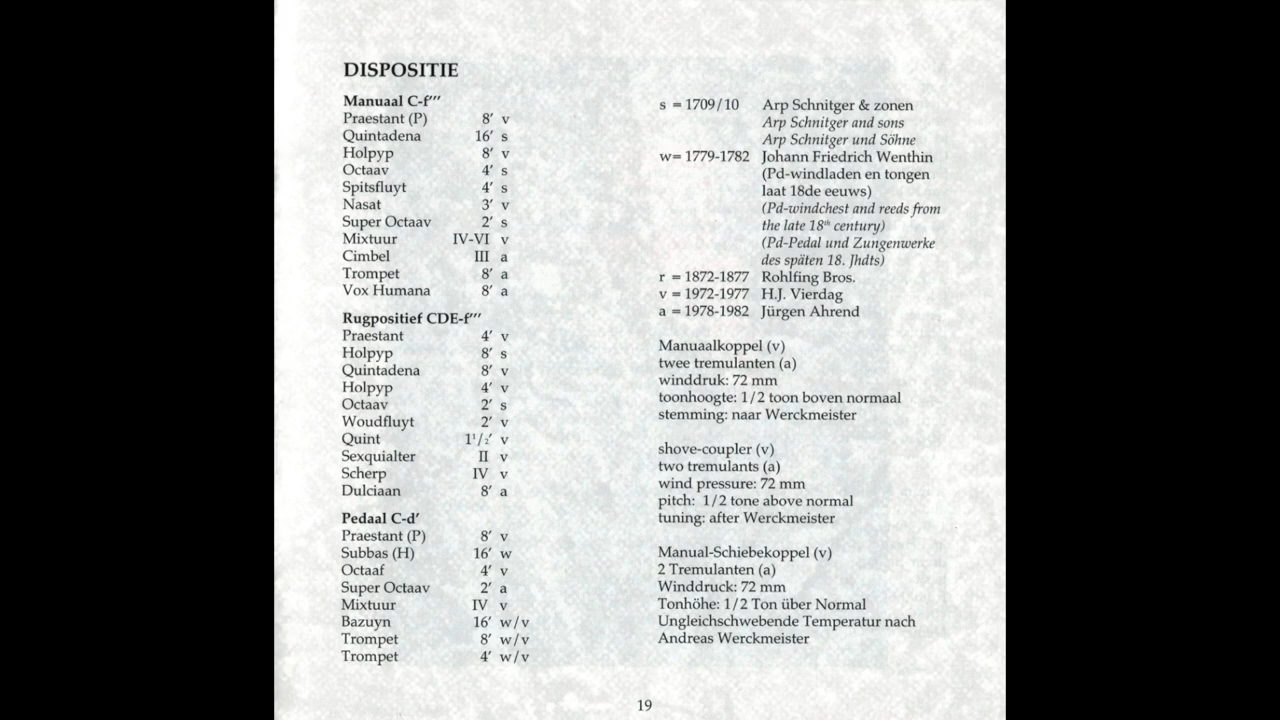 DISPOSITIE
Manuaal C-f‴
Praestant (P) 8′ v
Quintadena 16′ s
Holpyp 8′ v
Octaav 4′ s
Spitsfluyt 4′ s
Nasat 3′ v
Super Octaav 2′ s
Mixtuur IV-VI v
Cimbel III a
Trompet 8′ a
Vox Humana 8′ a
Rugpositief CDE-f‴
Praestant 4′ v
Holpyp 8′ s
Quintadena 8′ v
Holpyp 4′ v
Octaav 2′ s
Woudfluyt 2′ v
Quint 1¹/₂′ v
Sexquialter II v
Scherp IV v
Dulciaan 8′ a
Pedaal C-d′
Praestant (P) 8′ v
Subbas (H) 16′ w
Octaaf 4′ v
Super Octaav 2′ a
Mixtuur IV v
Bazuyn 16′ w/v
Trompet 8′ w/v
Trompet 4′ w/v
s = 1709/10 Arp Schnitger & zonen
Arp Schnitger and sons
Arp Schnitger und Söhne
w= 1779-1782 Johann Friedrich Wenthin
(Pd-windladen en tongen
laat 18de eeuws)
(Pd-windchest and reeds from
the late 18th century)
(Pd-Pedal und Zungenwerke
des späten 18. Jhdts)
r = 1872-1877 Rohlfing Bros.
v = 1972-1977 H.J. Vierdag
a = 1978-1982 Jürgen Ahrend
Manuaalkoppel (v)
twee tremulanten (a)
winddruk: 72 mm
toonhoogte: 1/2 toon boven normaal
stemming: naar Werckmeister
shove-coupler (v)
two tremulants (a)
wind pressure: 72 mm
pitch: 1/2 tone above normal
tuning: after Werckmeister
Manual-Schiebekoppel (v)
2 Tremulanten (a)
Winddruck: 72 mm
Tonhöhe: 1/2 Ton über Normal
Ungleichschwebende Temperatur nach
Andreas Werckmeister
19